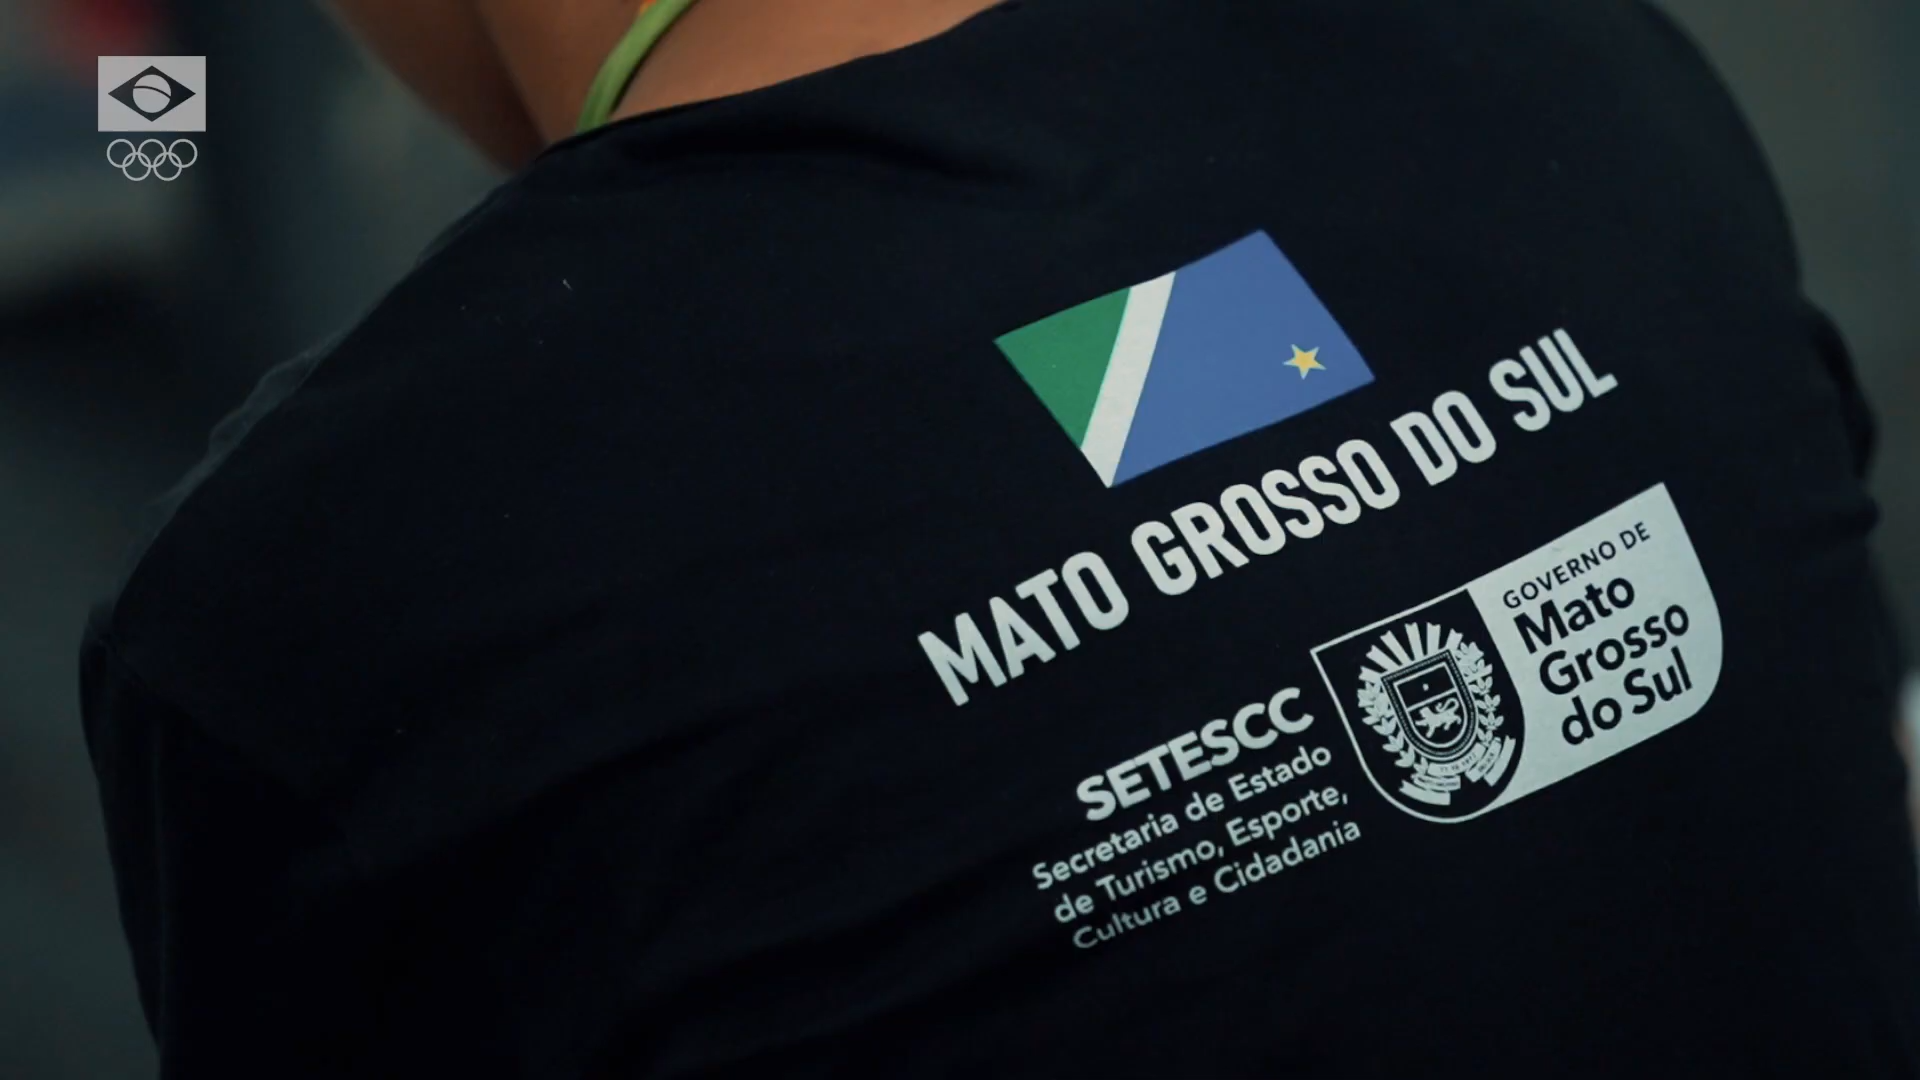 MATO GROSSO DO SUL
GOVERNO DE
Mato
Grosso
do Sul
SETESCC
Secretaria de Estado
de Turismo, Esporte,
Cultura e Cidadania